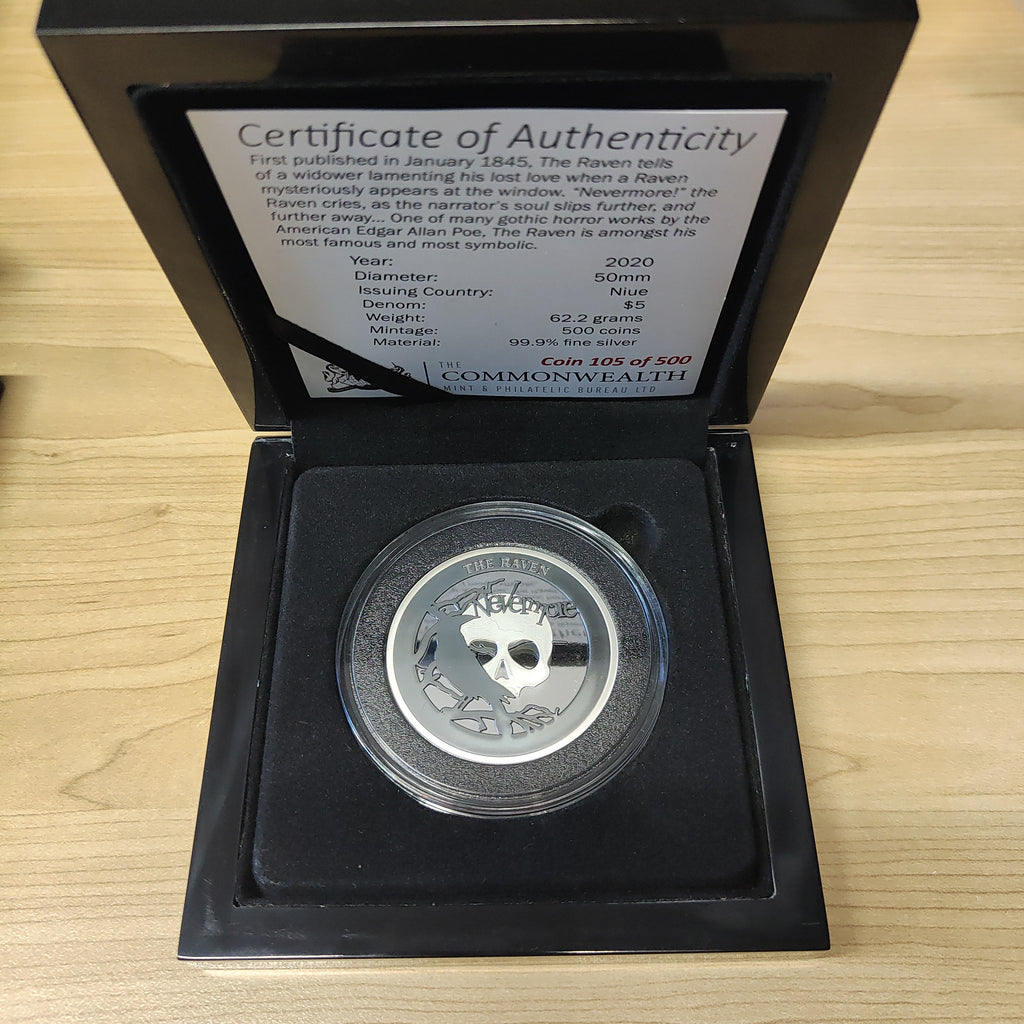 Certificate of Authenticity
First published in January 1845, The Raven tells
of a widower lamenting his lost love when a Raven
mysteriously appears at the window. "Nevermore!" the
Raven cries, as the narrator's soul slips further, and
further away... One of many gothic horror works by the
American Edgar Allan Poe, The Raven is amongst his
most famous and most symbolic.
Year: 2020
Diameter: 50mm
Issuing Country: Niue
Denom: $5
Weight: 62.2 grams
Mintage: 500 coins
Material: 99.9% fine silver
Coin 105 of 500
THE
COMMONWEALTH
MINT & PHILATELIC BUREAU LTD
THE RAVEN
Nevermore